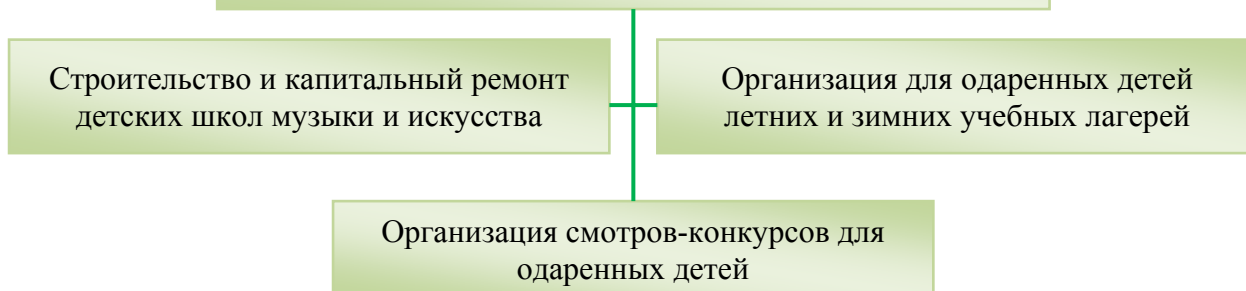 Строительство и капитальный ремонт
детских школ музыки и искусства
Организация для одаренных детей
летних и зимних учебных лагерей
Организация смотров-конкурсов для
одаренных детей